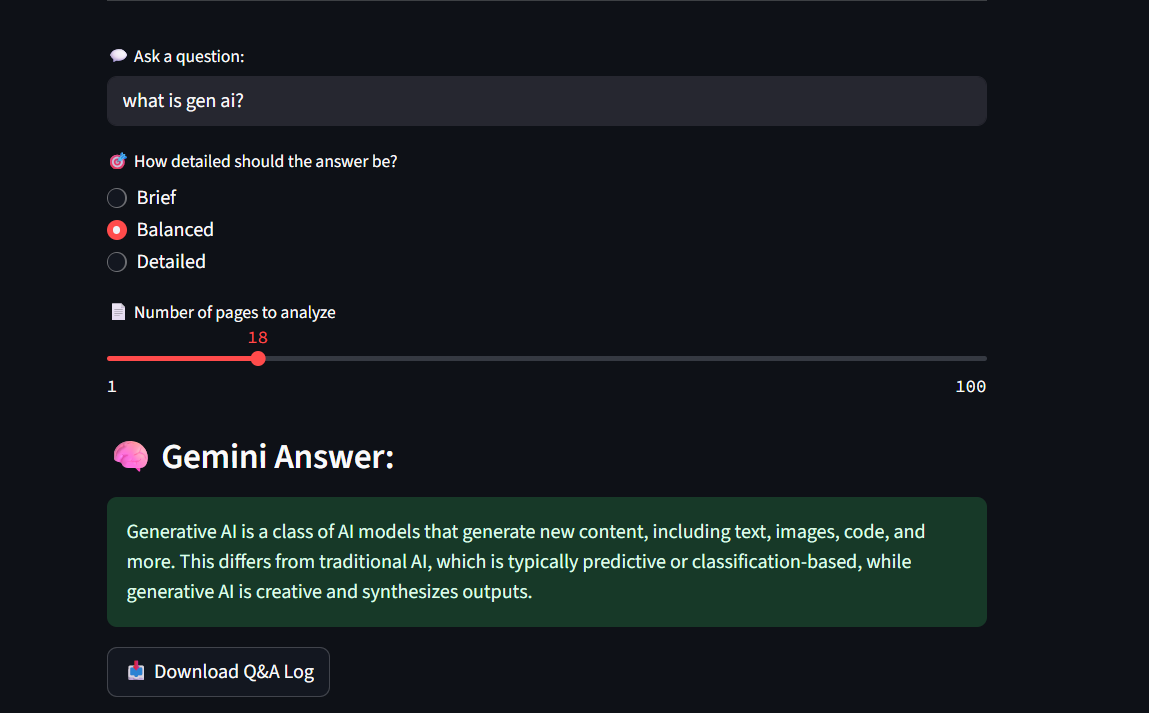 Ask a question:
what is gen ai?
How detailed should the answer be?
Brief
Balanced
Detailed
Number of pages to analyze
18
1
100
Gemini Answer:
Generative AI is a class of AI models that generate new content, including text, images, code, and
more. This differs from traditional AI, which is typically predictive or classification-based, while
generative AI is creative and synthesizes outputs.
Download Q&A Log